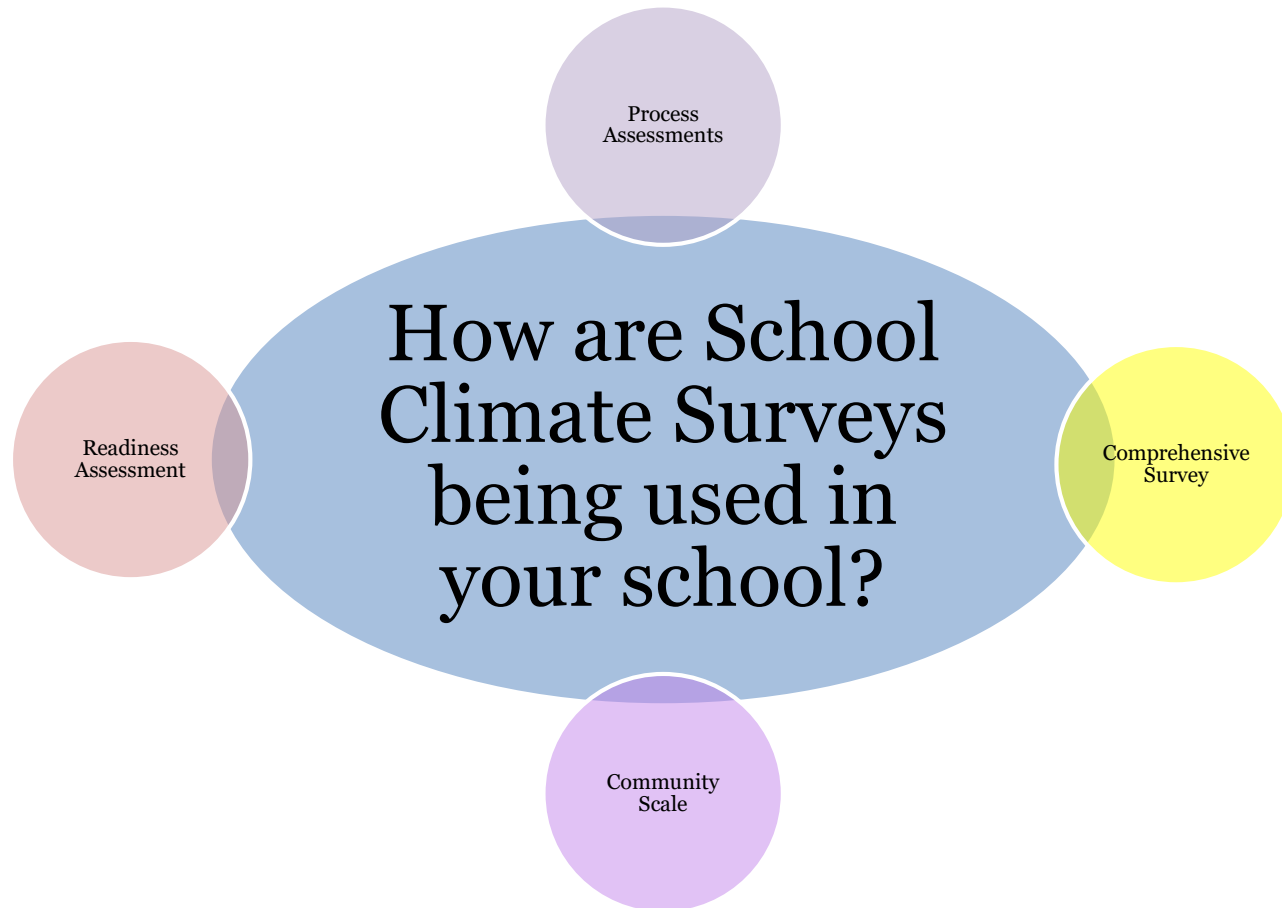 Process
Assessments
How are School
Climate Surveys
being used in
your school?
Readiness
Assessment
Comprehensive
Survey
Community
Scale